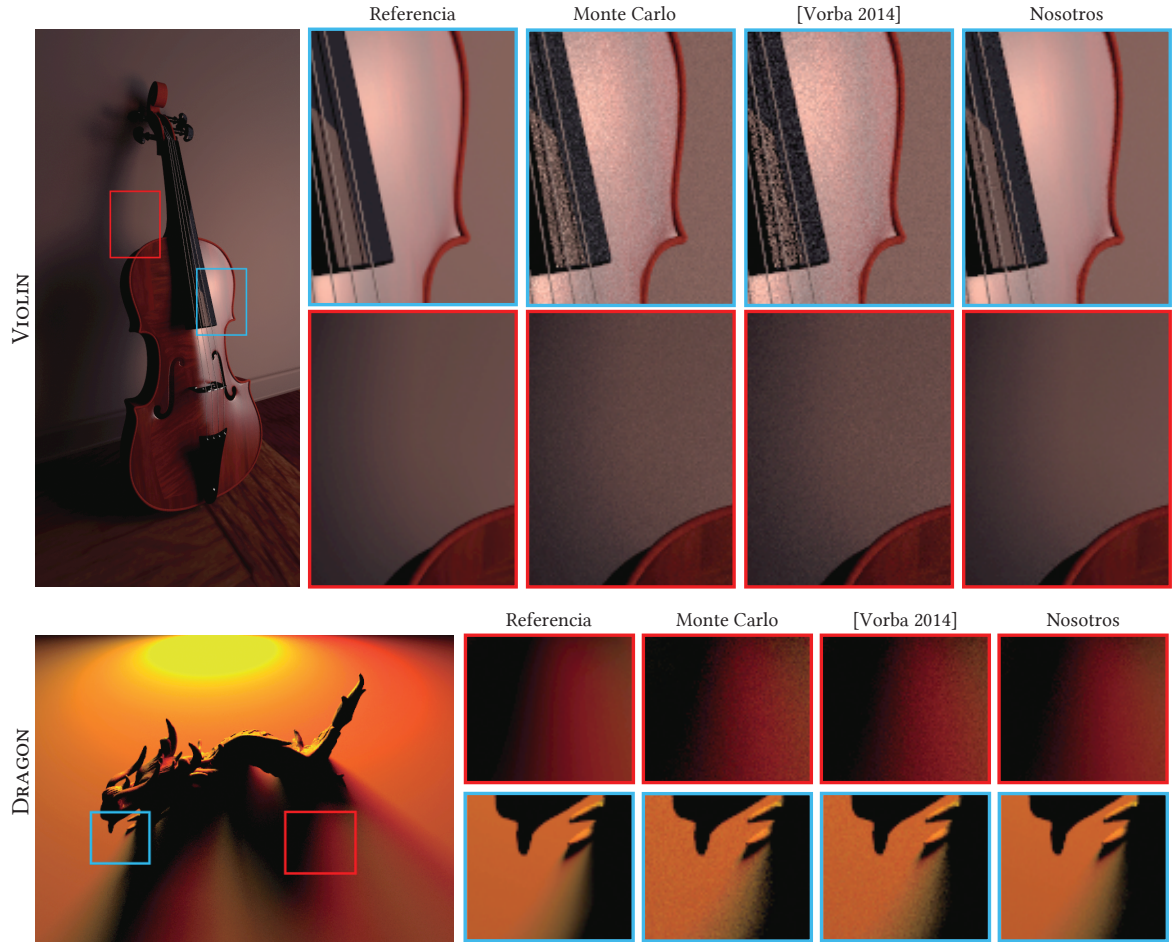 Referencia
Monte Carlo
[Vorba 2014]
Nosotros
VIOLIN
Referencia
Monte Carlo
[Vorba 2014]
Nosotros
DRAGON